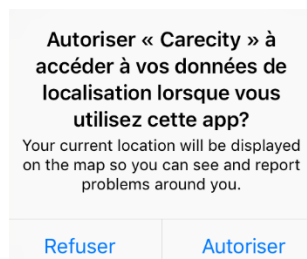 Autoriser « Carecity » à
accéder à vos données de
localisation lorsque vous
utilisez cette app?
Your current location will be displayed
on the map so you can see and report
problems around you.
Refuser
Autoriser